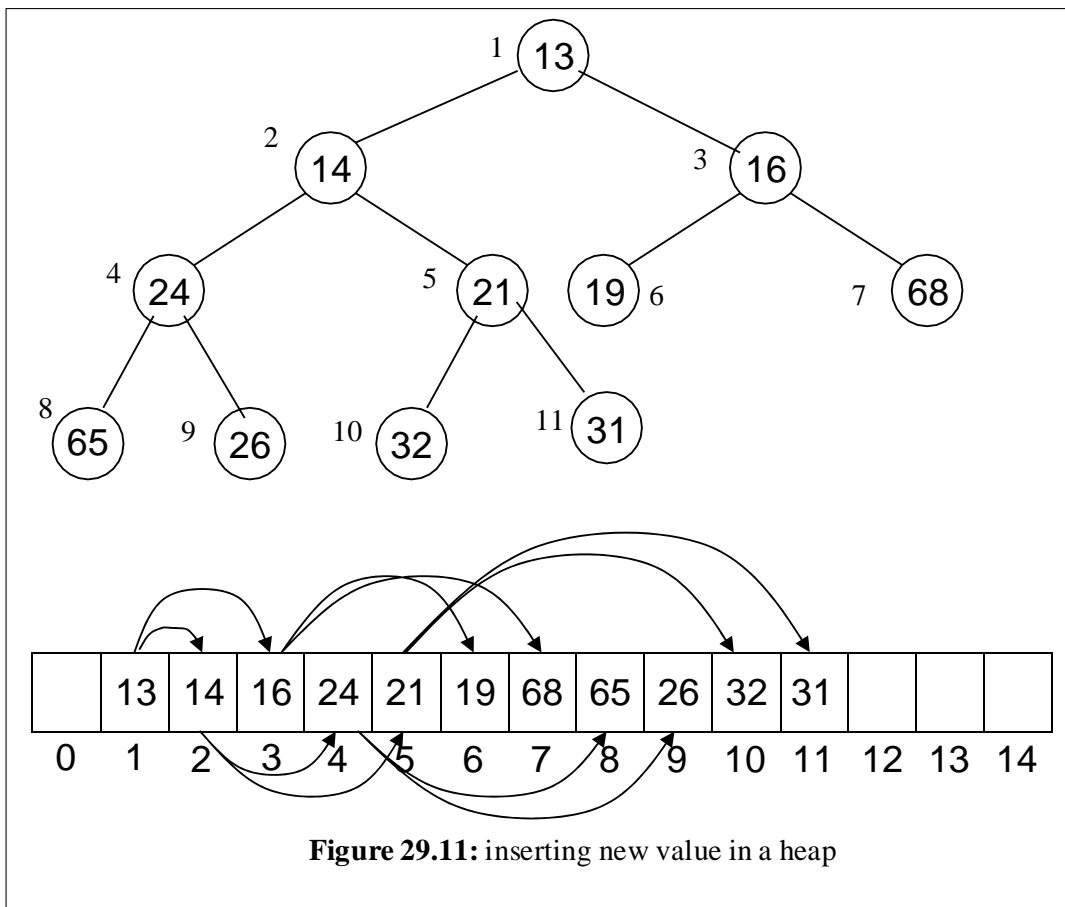 1 13
2 14 3 16
4 24 5 21 19 6 7 68
8 65 9 26 10 32 11 31
13 14 16 24 21 19 68 65 26 32 31
0 1 2 3 4 5 6 7 8 9 10 11 12 13 14
Figure 29.11: inserting new value in a heap